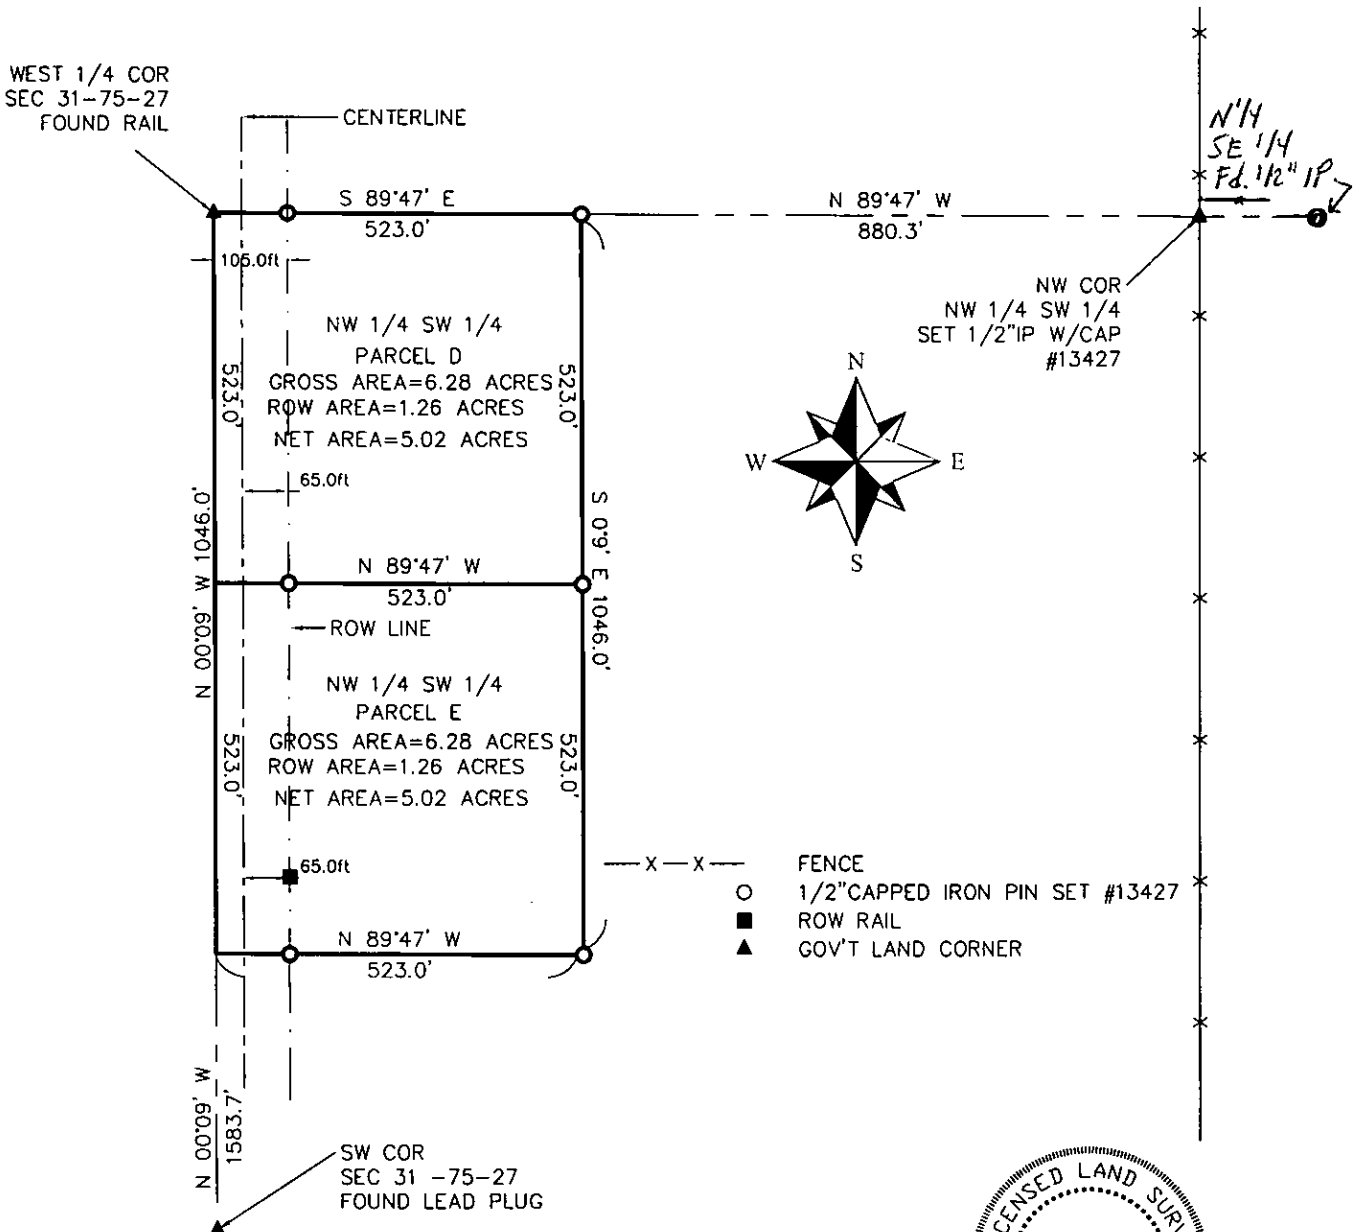 WEST 1/4 COR
SEC 31-75-27
FOUND RAIL
CENTERLINE
N 1/4
SE 1/4
Fd. 1/2" IP
S 89°47' E
523.0'
N 89°47' W
880.3'
105.0ft
NW COR
NW 1/4 SW 1/4
SET 1/2"IP W/CAP
#13427
NW 1/4 SW 1/4
PARCEL D
GROSS AREA=6.28 ACRES
ROW AREA=1.26 ACRES
NET AREA=5.02 ACRES
523.0'
523.0'
65.0ft
N
W
E
S
N 00.09' W 1046.0'
S 0°9' E 1046.0'
N 89°47' W
523.0'
ROW LINE
NW 1/4 SW 1/4
PARCEL E
GROSS AREA=6.28 ACRES
ROW AREA=1.26 ACRES
NET AREA=5.02 ACRES
523.0'
523.0'
65.0ft
X X FENCE
1/2"CAPPED IRON PIN SET #13427
ROW RAIL
GOV'T LAND CORNER
N 89°47' W
523.0'
N 00.09' W
1583.7'
SW COR
SEC 31 -75-27
FOUND LEAD PLUG
LAND